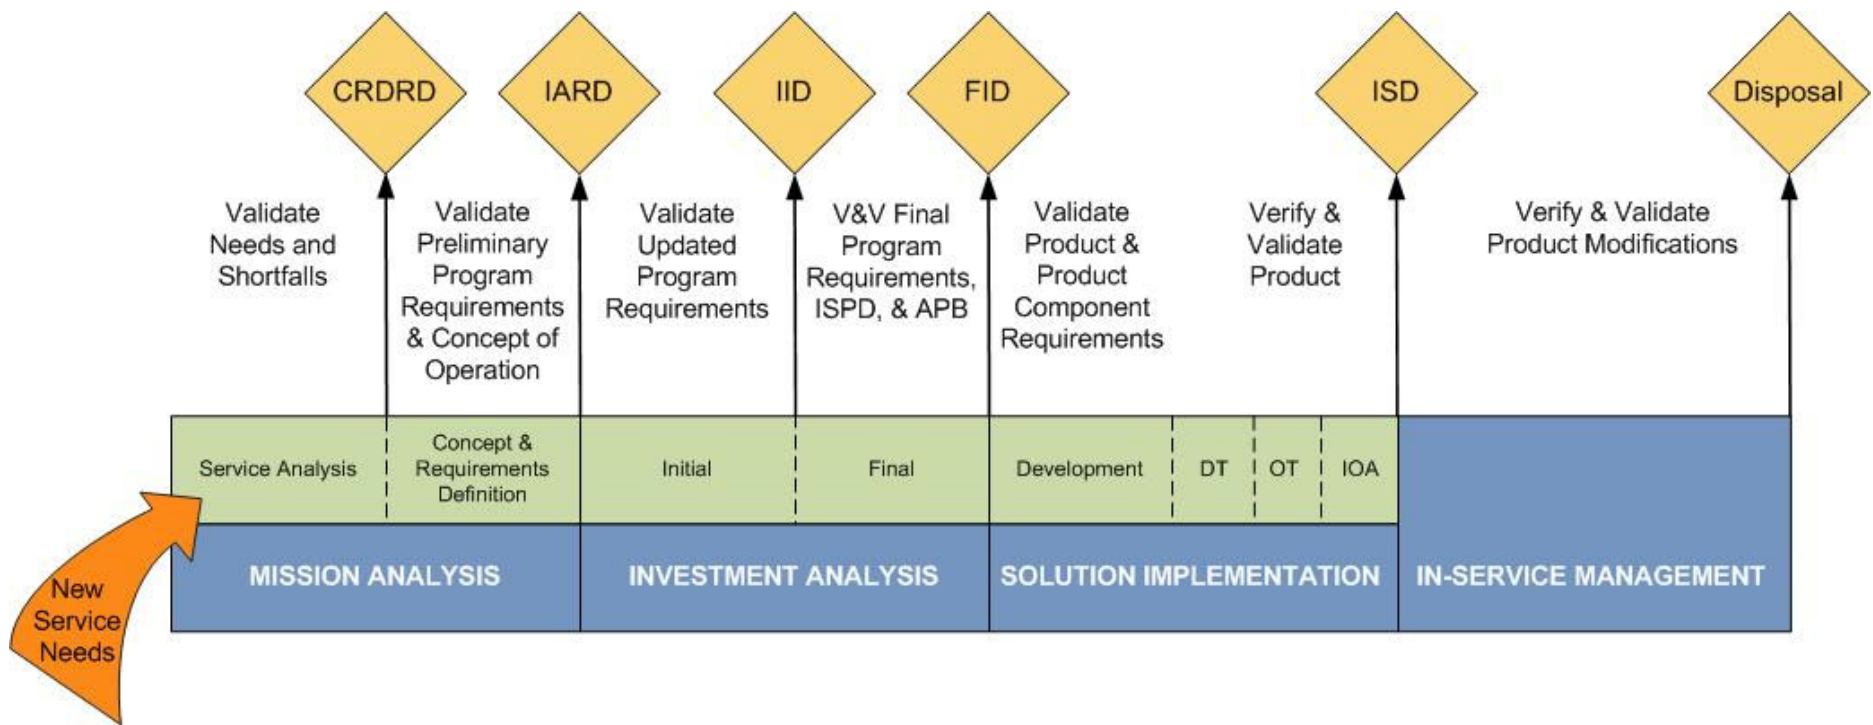 CRDRD
IARD
IID
FID
ISD
Disposal
Validate
Needs and
Shortfalls
Validate
Preliminary
Program
Requirements
& Concept of
Operation
Validate
Updated
Program
Requirements
V&V Final
Program
Requirements,
ISPD, & APB
Validate
Product &
Product
Component
Requirements
Verify &
Validate
Product
Verify & Validate
Product Modifications
Service Analysis
Concept &
Requirements
Definition
Initial
Final
Development
DT
OT
IOA
MISSION ANALYSIS
INVESTMENT ANALYSIS
SOLUTION IMPLEMENTATION
IN-SERVICE MANAGEMENT
New
Service
Needs